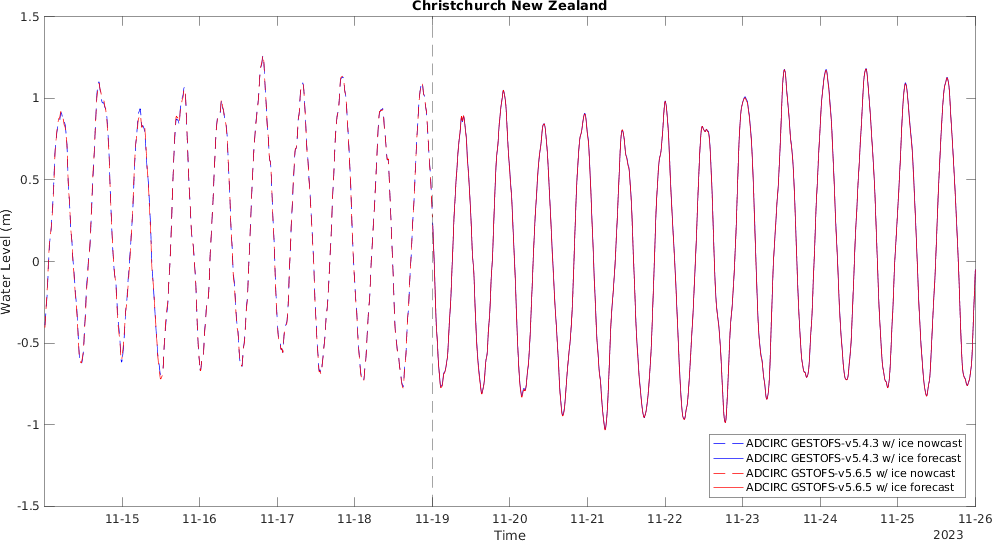 Christchurch New Zealand
1.5
1
0.5
0
-0.5
-1
-1.5
Water Level (m)
ADCIRC GESTOFS-v5.4.3 w/ ice nowcast
ADCIRC GESTOFS-v5.4.3 w/ ice forecast
ADCIRC GSTOFS-v5.6.5 w/ ice nowcast
ADCIRC GSTOFS-v5.6.5 w/ ice forecast
11-15 11-16 11-17 11-18 11-19 11-20 11-21 11-22 11-23 11-24 11-25 11-26
Time
2023